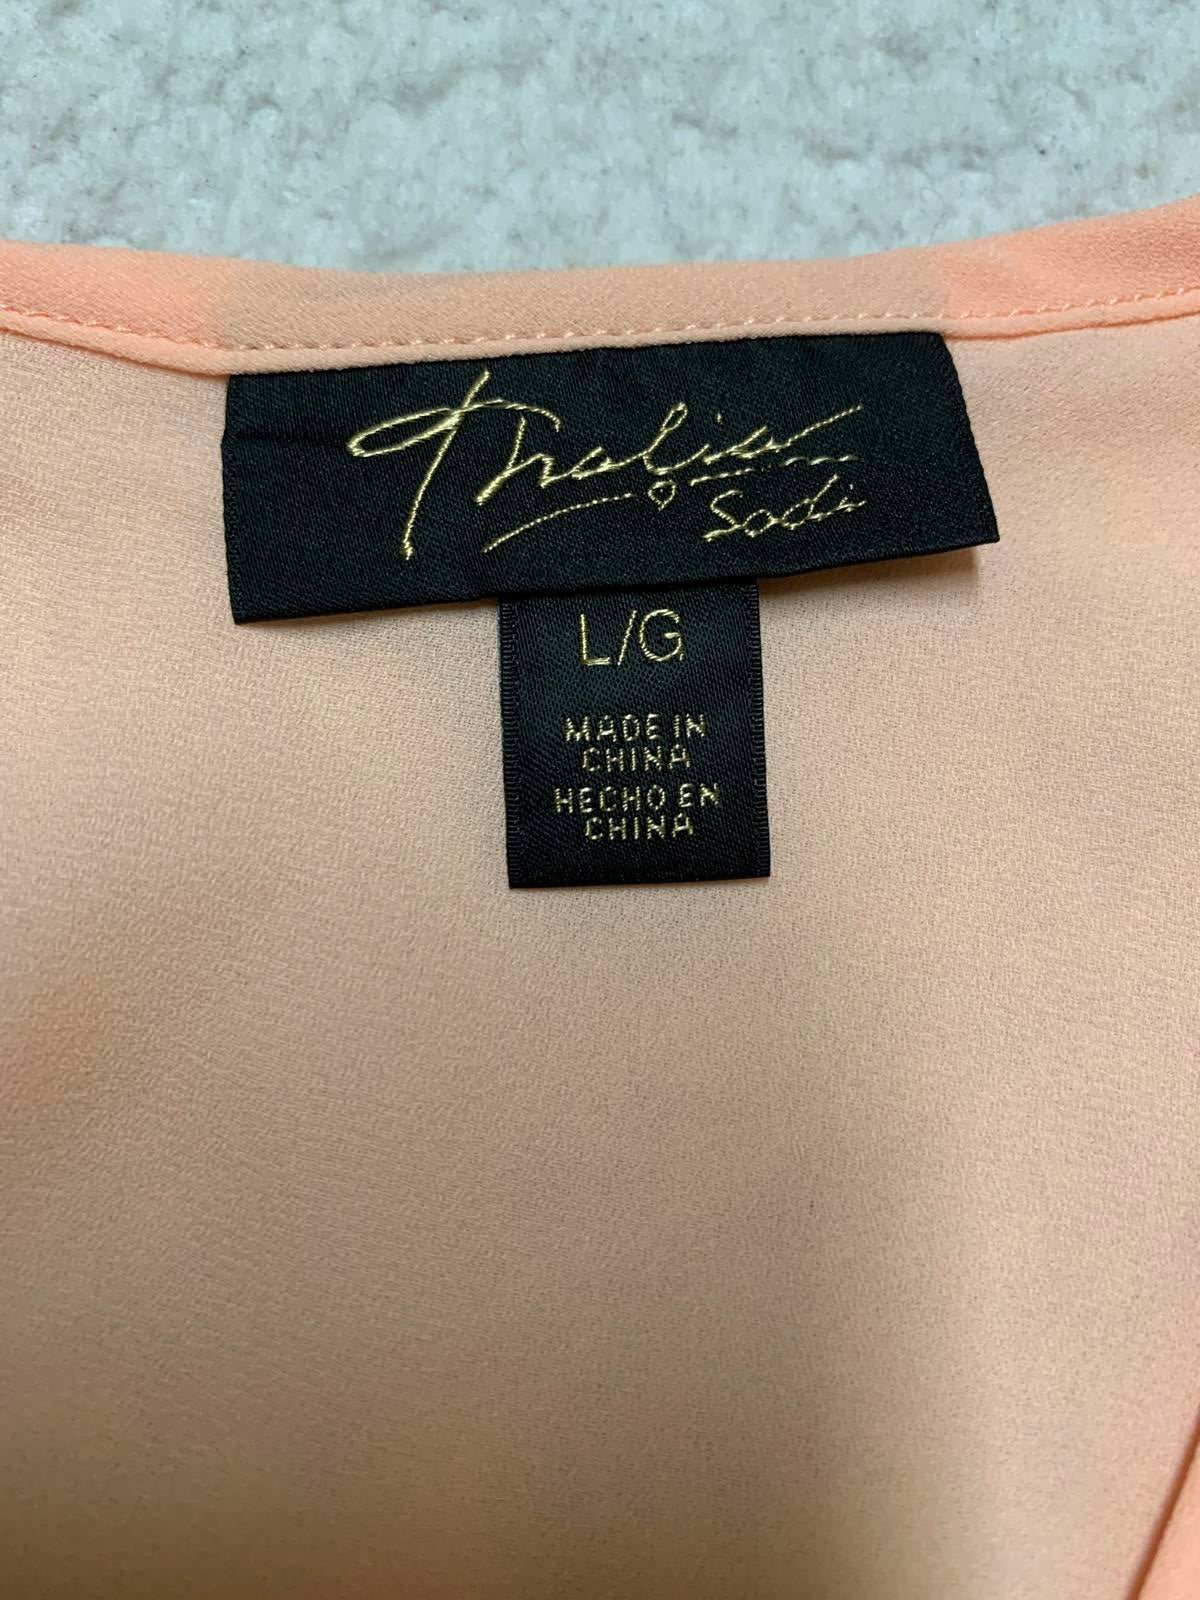 Thalia
Sodi
L/G
MADE IN
CHINA
HECHO EN
CHINA